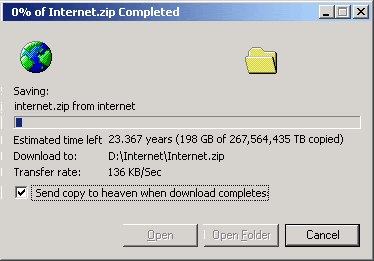 0% of Internet.zip Completed
Saving:
internet.zip from internet
Estimated time left 23.367 years (198 GB of 267,564,435 TB copied)
Download to: D:\Internet\Internet.zip
Transfer rate: 136 KB/Sec
Send copy to heaven when download completes
Open Open Folder Cancel